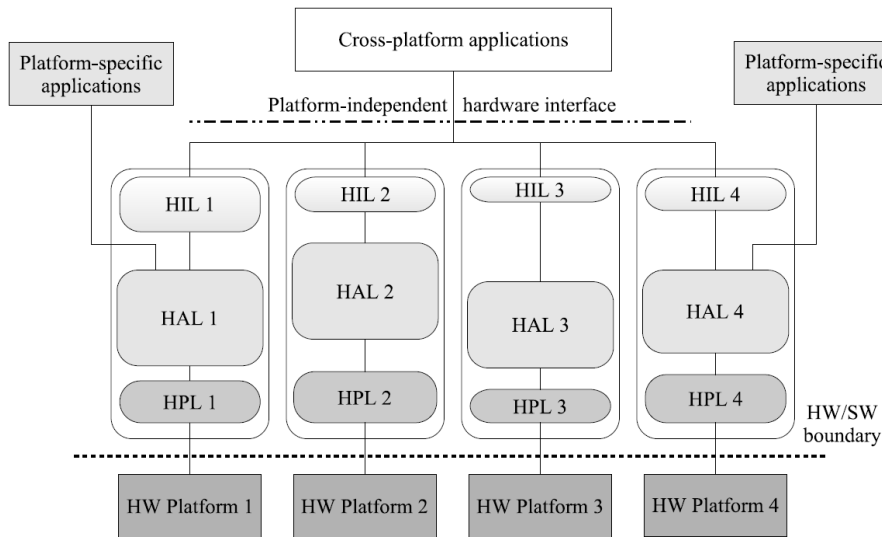 Cross-platform applications
Platform-specific
applications
Platform-specific
applications
Platform-independent hardware interface
HIL 1
HIL 2
HIL 3
HIL 4
HAL 1
HAL 2
HAL 3
HAL 4
HPL 1
HPL 2
HPL 3
HPL 4
HW/SW
boundary
HW Platform 1
HW Platform 2
HW Platform 3
HW Platform 4